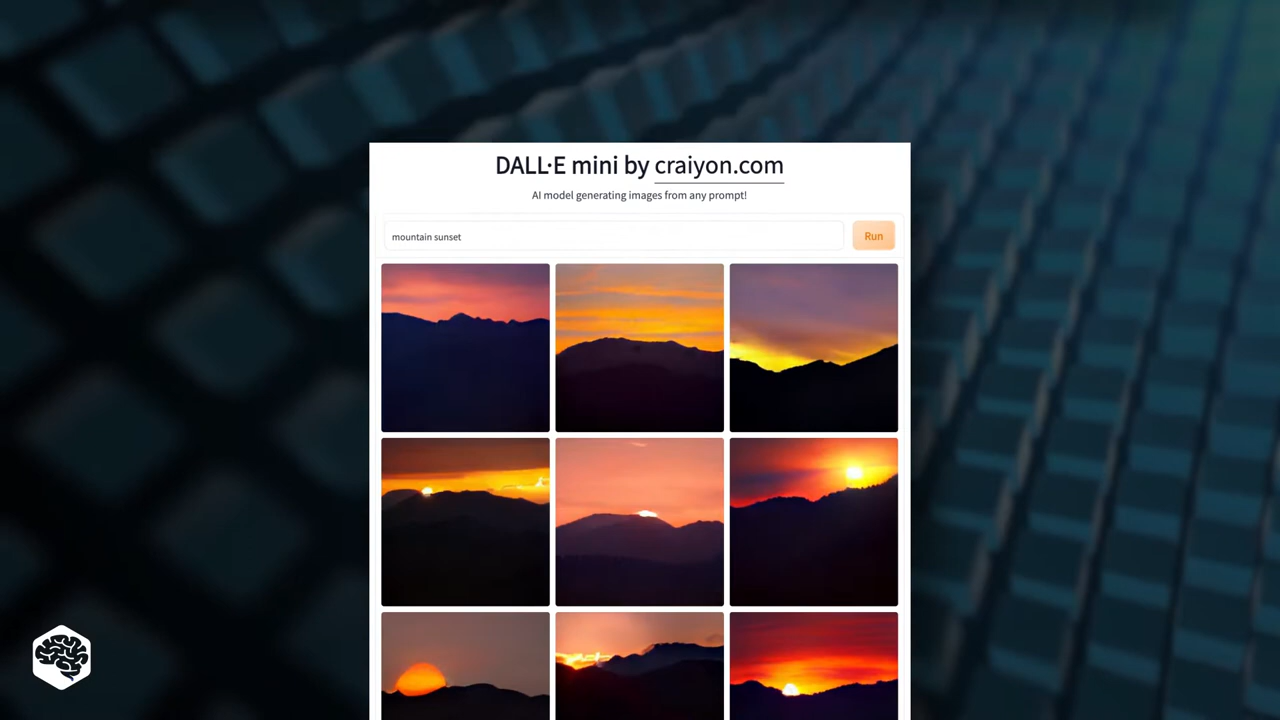 DALL·E mini by craiyon.com
AI model generating images from any prompt!
mountain sunset
Run